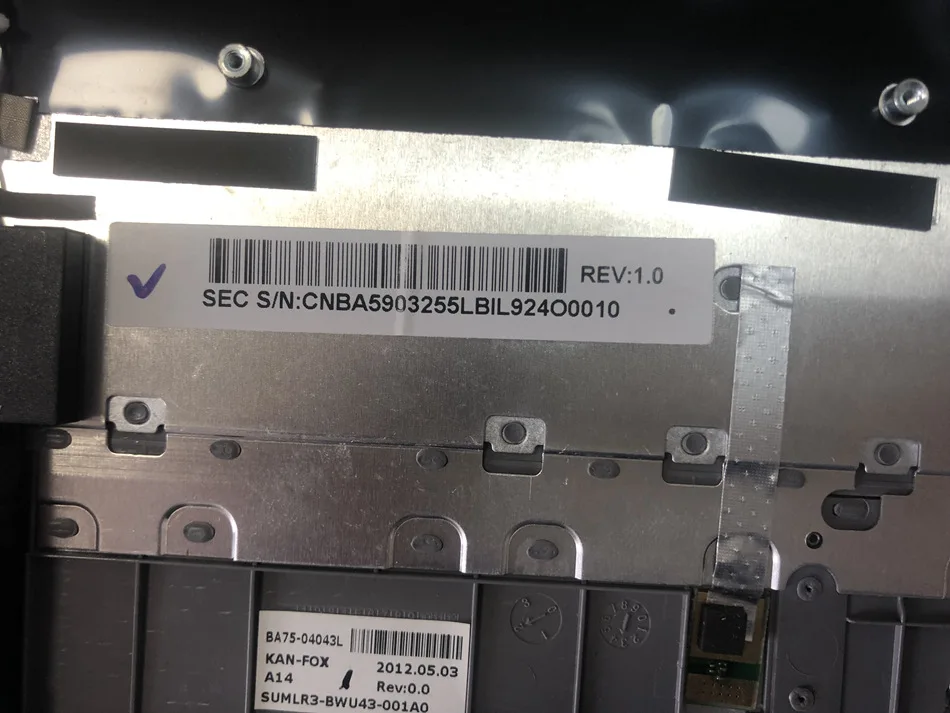 REV:1.0
SEC S/N:CNBA5903255LBIL924O0010
BA75-04043L
KAN-FOX 2012.05.03
A14 Rev:0.0
SUMLR3-BWU43-001A0